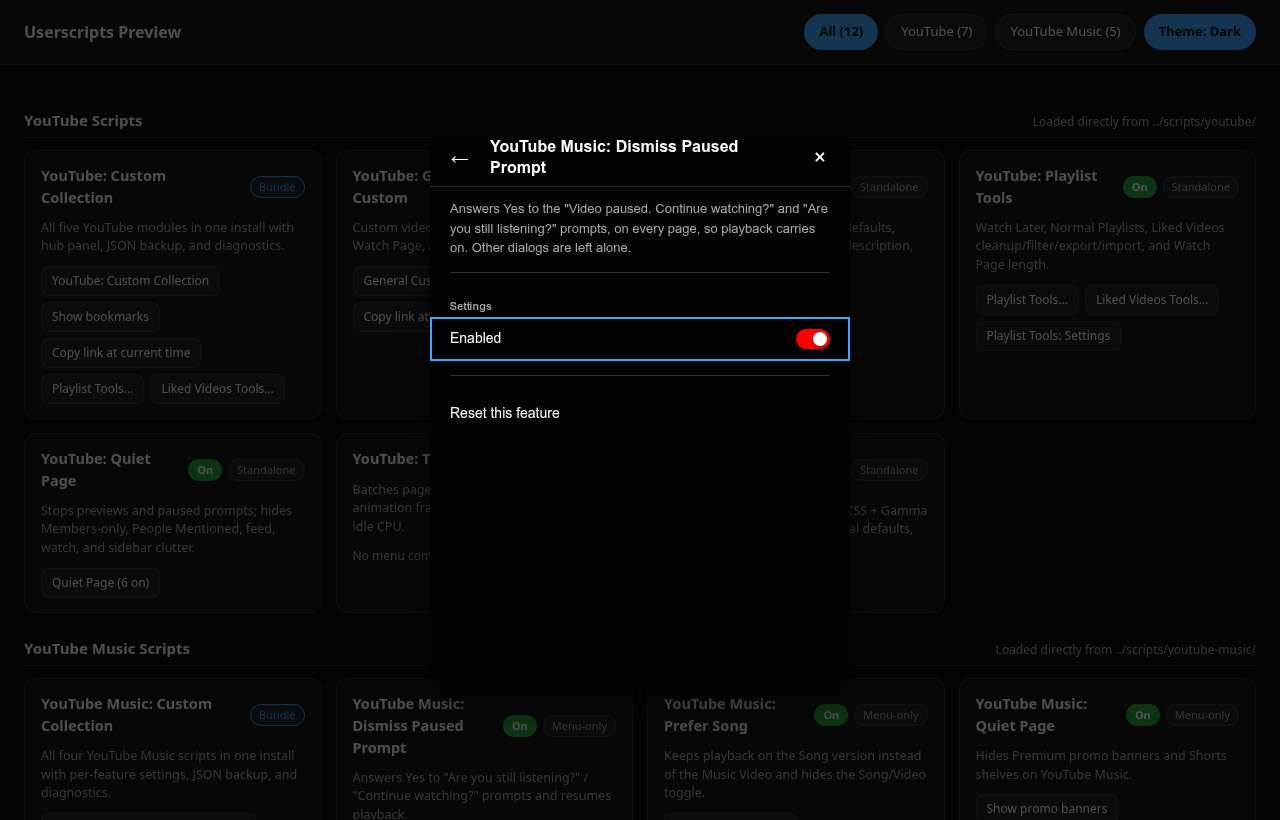 Userscripts Preview
All (12)
YouTube (7)
YouTube Music (5)
Theme: Dark
YouTube Scripts
Loaded directly from ../scripts/youtube/
YouTube: Custom
Collection
Bundle
All five YouTube modules in one install with
hub panel, JSON backup, and diagnostics.
YouTube: Custom Collection
Show bookmarks
Copy link at current time
Playlist Tools...
Liked Videos Tools...
YouTube: G
Custom
Custom video
Watch Page, a
General Cus
Copy link at
Standalone
defaults,
description,
YouTube: Playlist
Tools
On
Standalone
Watch Later, Normal Playlists, Liked Videos
cleanup/filter/export/import, and Watch
Page length.
Playlist Tools...
Liked Videos Tools...
Playlist Tools: Settings
YouTube Music: Dismiss Paused
Prompt
Answers Yes to the "Video paused. Continue watching?" and "Are
you still listening?" prompts, on every page, so playback carries
on. Other dialogs are left alone.
Settings
Enabled
Reset this feature
YouTube: Quiet
Page
On
Standalone
Stops previews and paused prompts; hides
Members-only, People Mentioned, feed,
watch, and sidebar clutter.
Quiet Page (6 on)
YouTube: T
Batches page
animation fra
idle CPU.
No menu com
Standalone
CSS + Gamma
al defaults,
YouTube Music Scripts
Loaded directly from ../scripts/youtube-music/
YouTube Music: Custom
Collection
Bundle
All four YouTube Music scripts in one install
with per-feature settings, JSON backup, and
diagnostics.
YouTube Music:
Dismiss Paused
Prompt
On
Menu-only
Answers Yes to "Are you still listening?" /
"Continue watching?" prompts and resumes
playback.
YouTube Music:
Prefer Song
On
Menu-only
Keeps playback on the Song version instead
of the Music Video and hides the Song/Video
toggle.
YouTube Music:
Quiet Page
On
Menu-only
Hides Premium promo banners and Shorts
shelves on YouTube Music.
Show promo banners